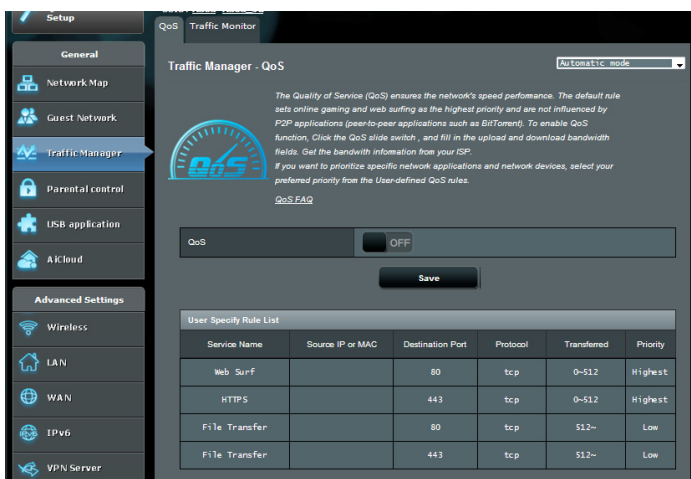 Setup
QoS Traffic Monitor
General
Network Map
Guest Network
Traffic Manager
Parental control
USB application
AiCloud
Advanced Settings
Wireless
LAN
WAN
IPv6
VPN Server
Traffic Manager - QoS
Automatic mode
The Quality of Service (QoS) ensures the network's speed performance. The default rule
sets online gaming and web surfing as the highest priority and are not influenced by
P2P applications (peer-to-peer applications such as BitTorrent). To enable QoS
function, Click the QoS slide switch , and fill in the upload and download bandwidth
fields. Get the bandwith information from your ISP.
If you want to prioritize specific network applications and network devices, select your
preferred priority from the User-defined QoS rules.
QoS FAQ
QoS
QoS OFF
Save
User Specify Rule List
Service Name Source IP or MAC Destination Port Protocol Transferred Priority
Web Surf 80 tcp 0~512 Highest
HTTPS 443 tcp 0~512 Highest
File Transfer 80 tcp 512~ Low
File Transfer 443 tcp 512~ Low